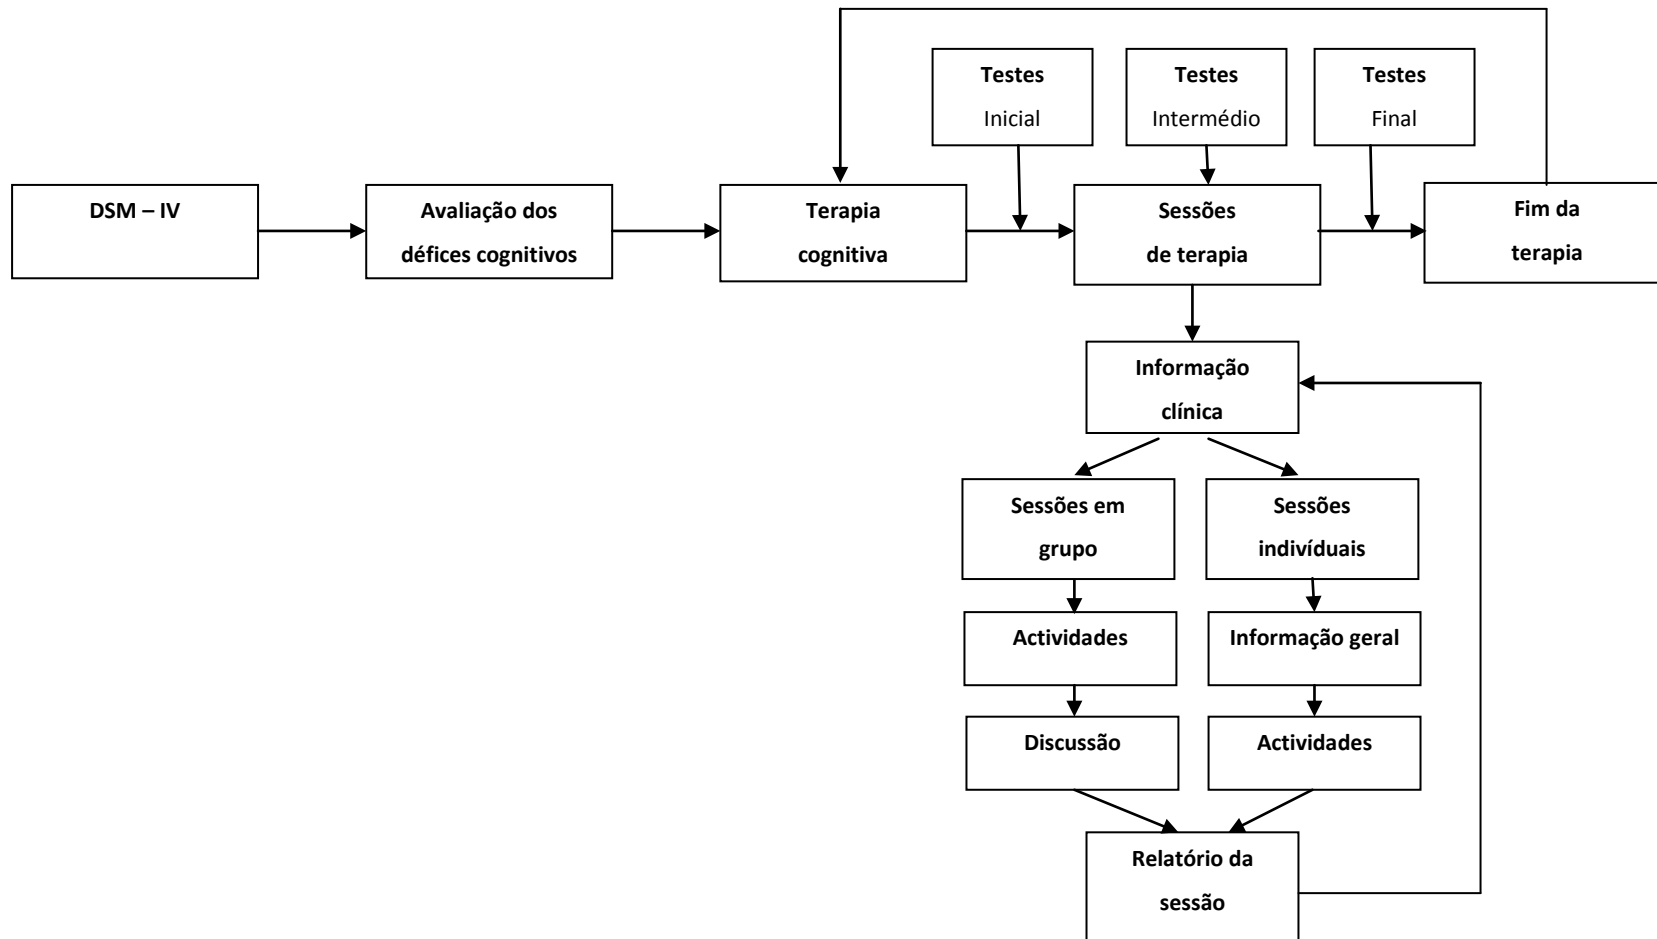 Testes
Inicial
Testes
Intermédio
Testes
Final
DSM – IV
Avaliação dos
défices cognitivos
Terapia
cognitiva
Sessões
de terapia
Fim da
terapia
Informação
clínica
Sessões em
grupo
Sessões
indivíduais
Actividades
Informação geral
Discussão
Actividades
Relatório da
sessão